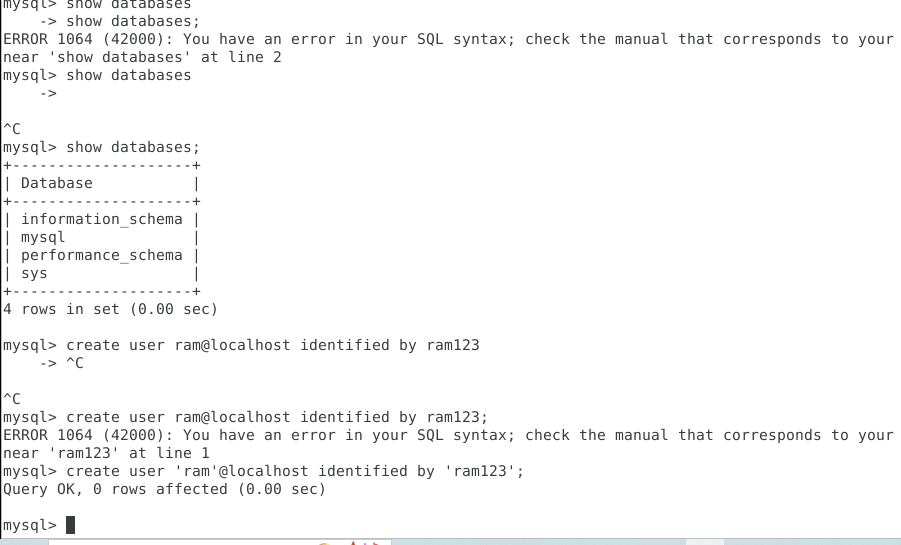 mysql> show databases
    -> show databases;
ERROR 1064 (42000): You have an error in your SQL syntax; check the manual that corresponds to your
near 'show databases' at line 2
mysql> show databases
    ->
^C
mysql> show databases;
+--------------------+
| Database           |
+--------------------+
| information_schema |
| mysql              |
| performance_schema |
| sys                |
+--------------------+
4 rows in set (0.00 sec)
mysql> create user ram@localhost identified by ram123
    -> ^C
^C
mysql> create user ram@localhost identified by ram123;
ERROR 1064 (42000): You have an error in your SQL syntax; check the manual that corresponds to your
near 'ram123' at line 1
mysql> create user 'ram'@localhost identified by 'ram123';
Query OK, 0 rows affected (0.00 sec)
mysql>